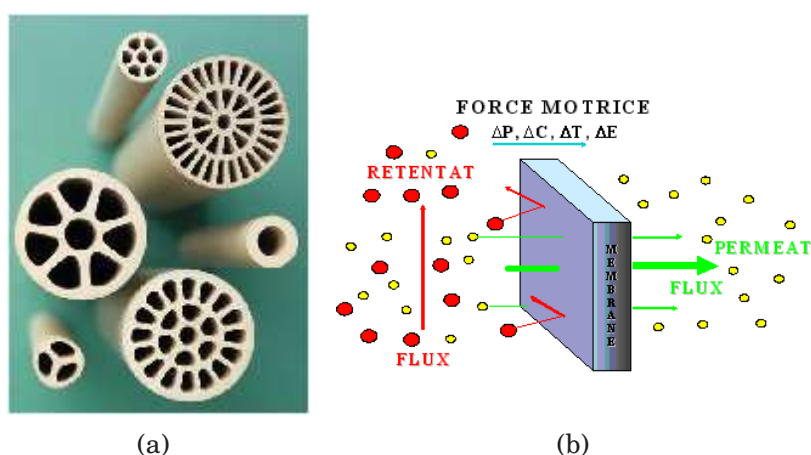 FORCE MOTRICE
ΔP, ΔC, ΔT, ΔE
RETENTAT
MEMBRANE
PERMEAT
FLUX
FLUX
(a)
(b)